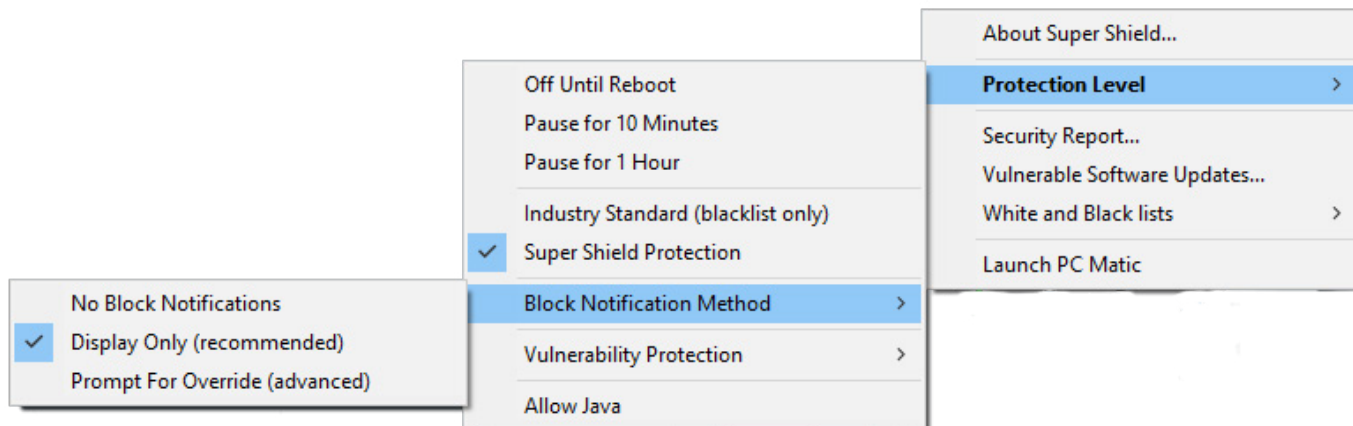 About Super Shield...
Protection Level
Security Report...
Vulnerable Software Updates...
White and Black lists
Launch PC Matic
Off Until Reboot
Pause for 10 Minutes
Pause for 1 Hour
Industry Standard (blacklist only)
Super Shield Protection
Block Notification Method
Vulnerability Protection
Allow Java
No Block Notifications
Display Only (recommended)
Prompt For Override (advanced)